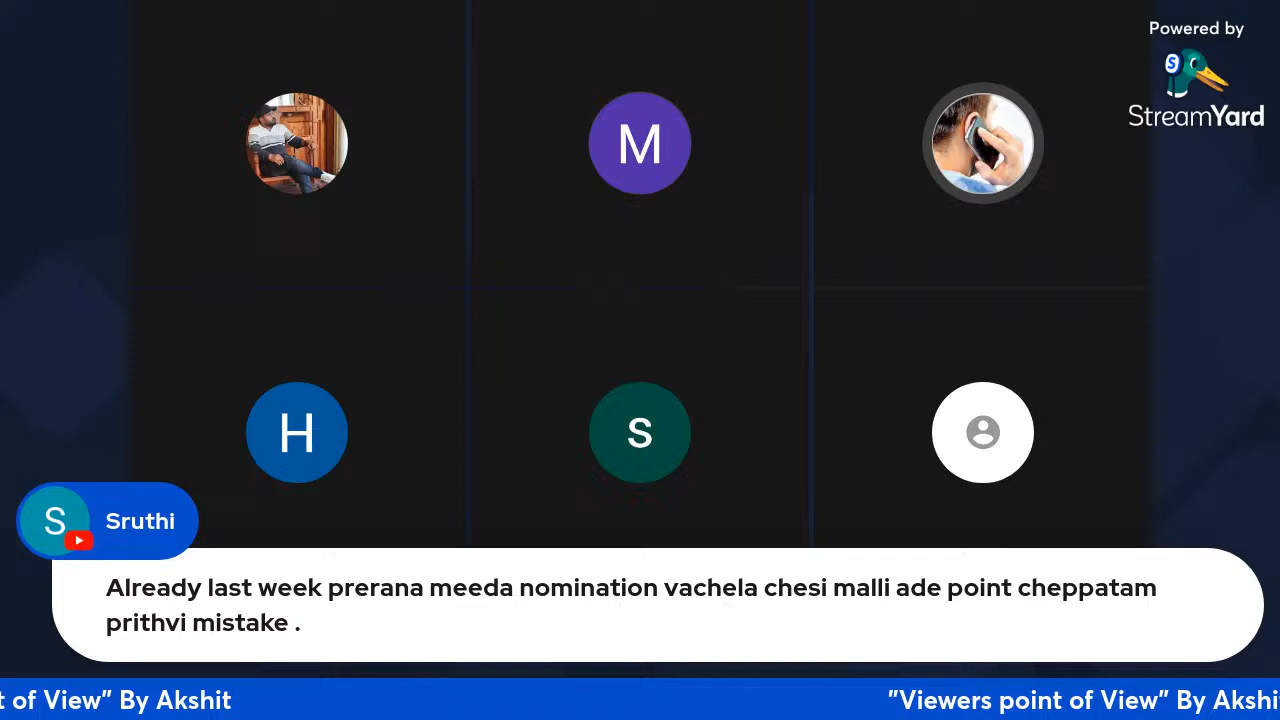 Powered by
S
StreamYard
M
H
S
S
Sruthi
Already last week prerana meeda nomination vachela chesi malli ade point cheppatam
prithvi mistake .
t of View” By Akshit
”Viewers point of View” By Akshi